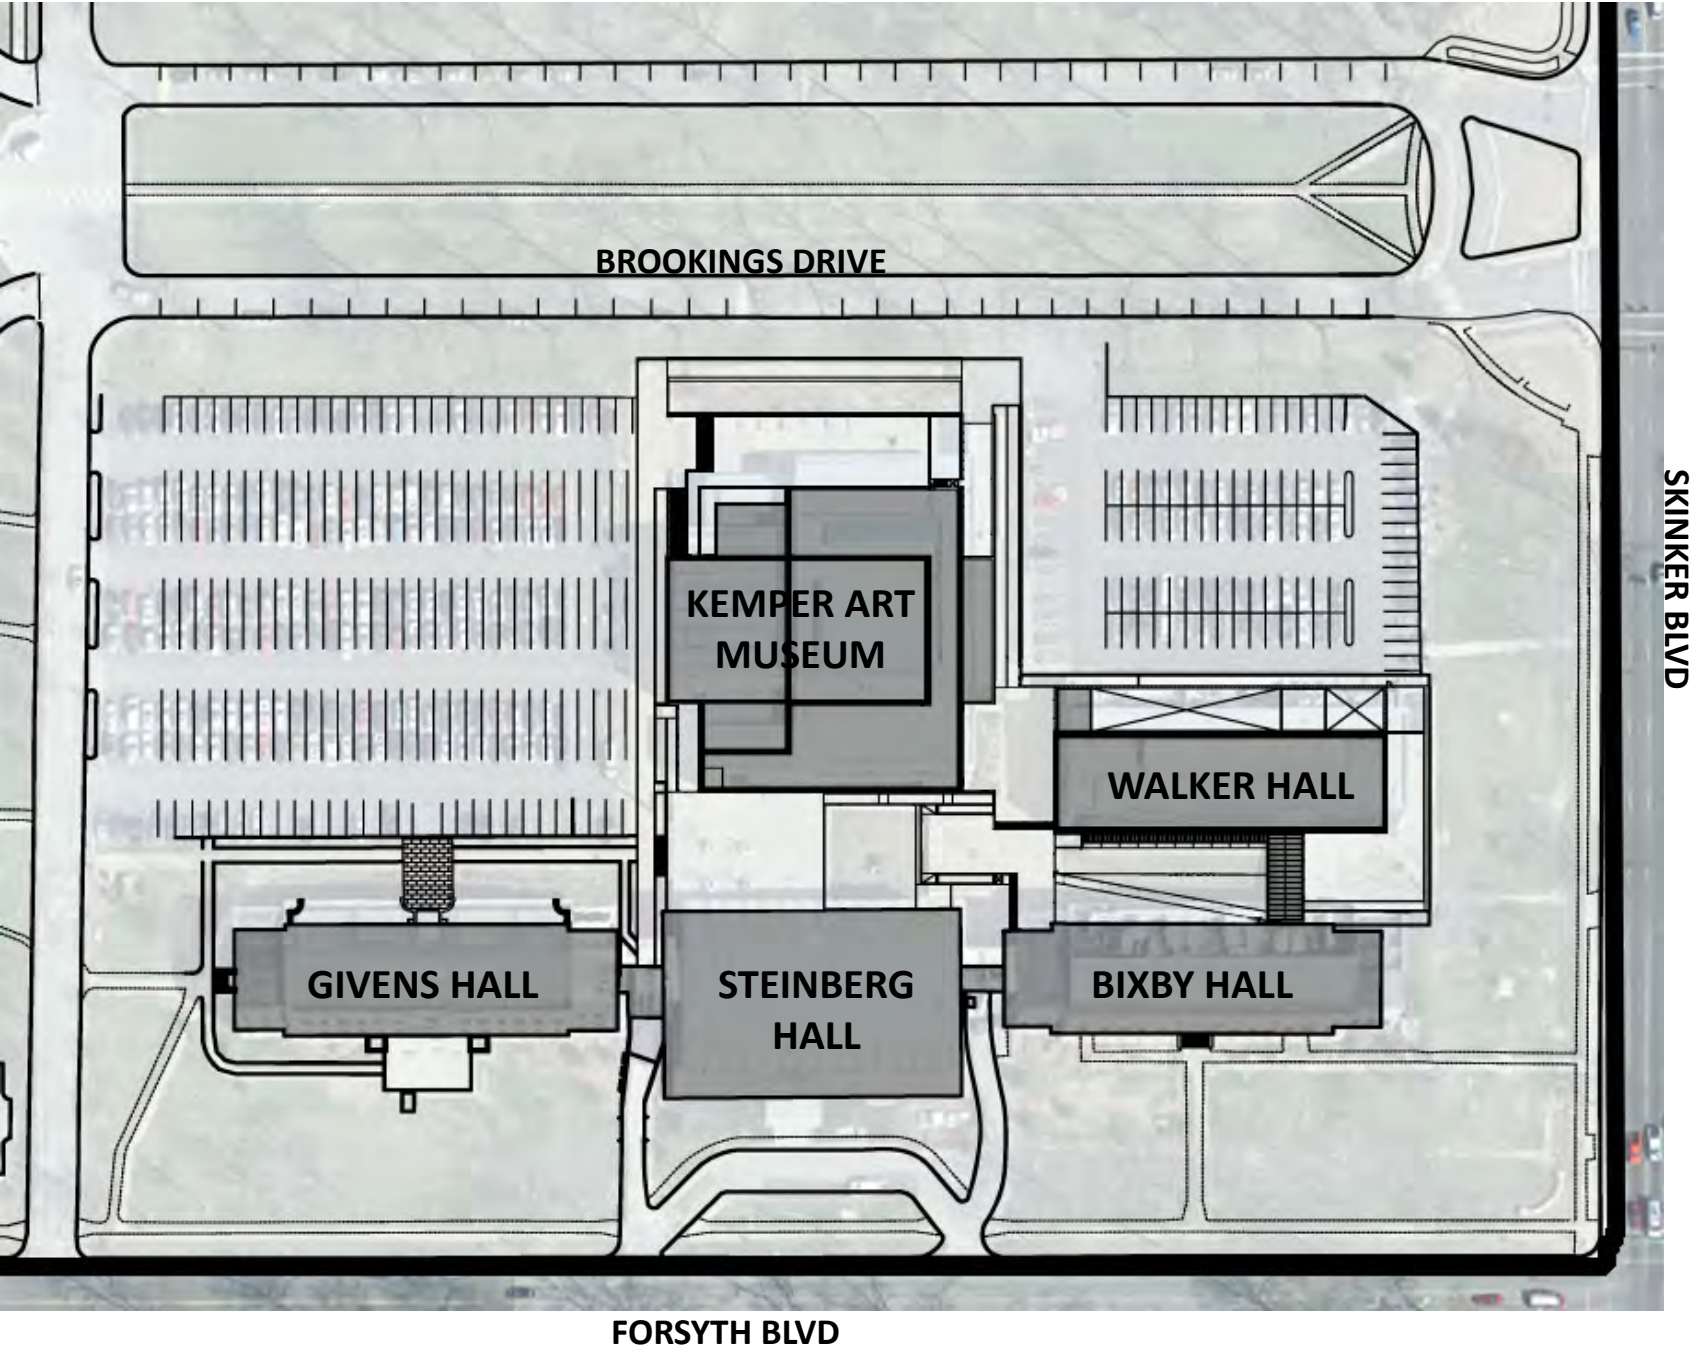 BROOKINGS DRIVE
SKINKER BLVD
KEMPER ART
MUSEUM
WALKER HALL
GIVENS HALL
STEINBERG
HALL
BIXBY HALL
FORSYTH BLVD